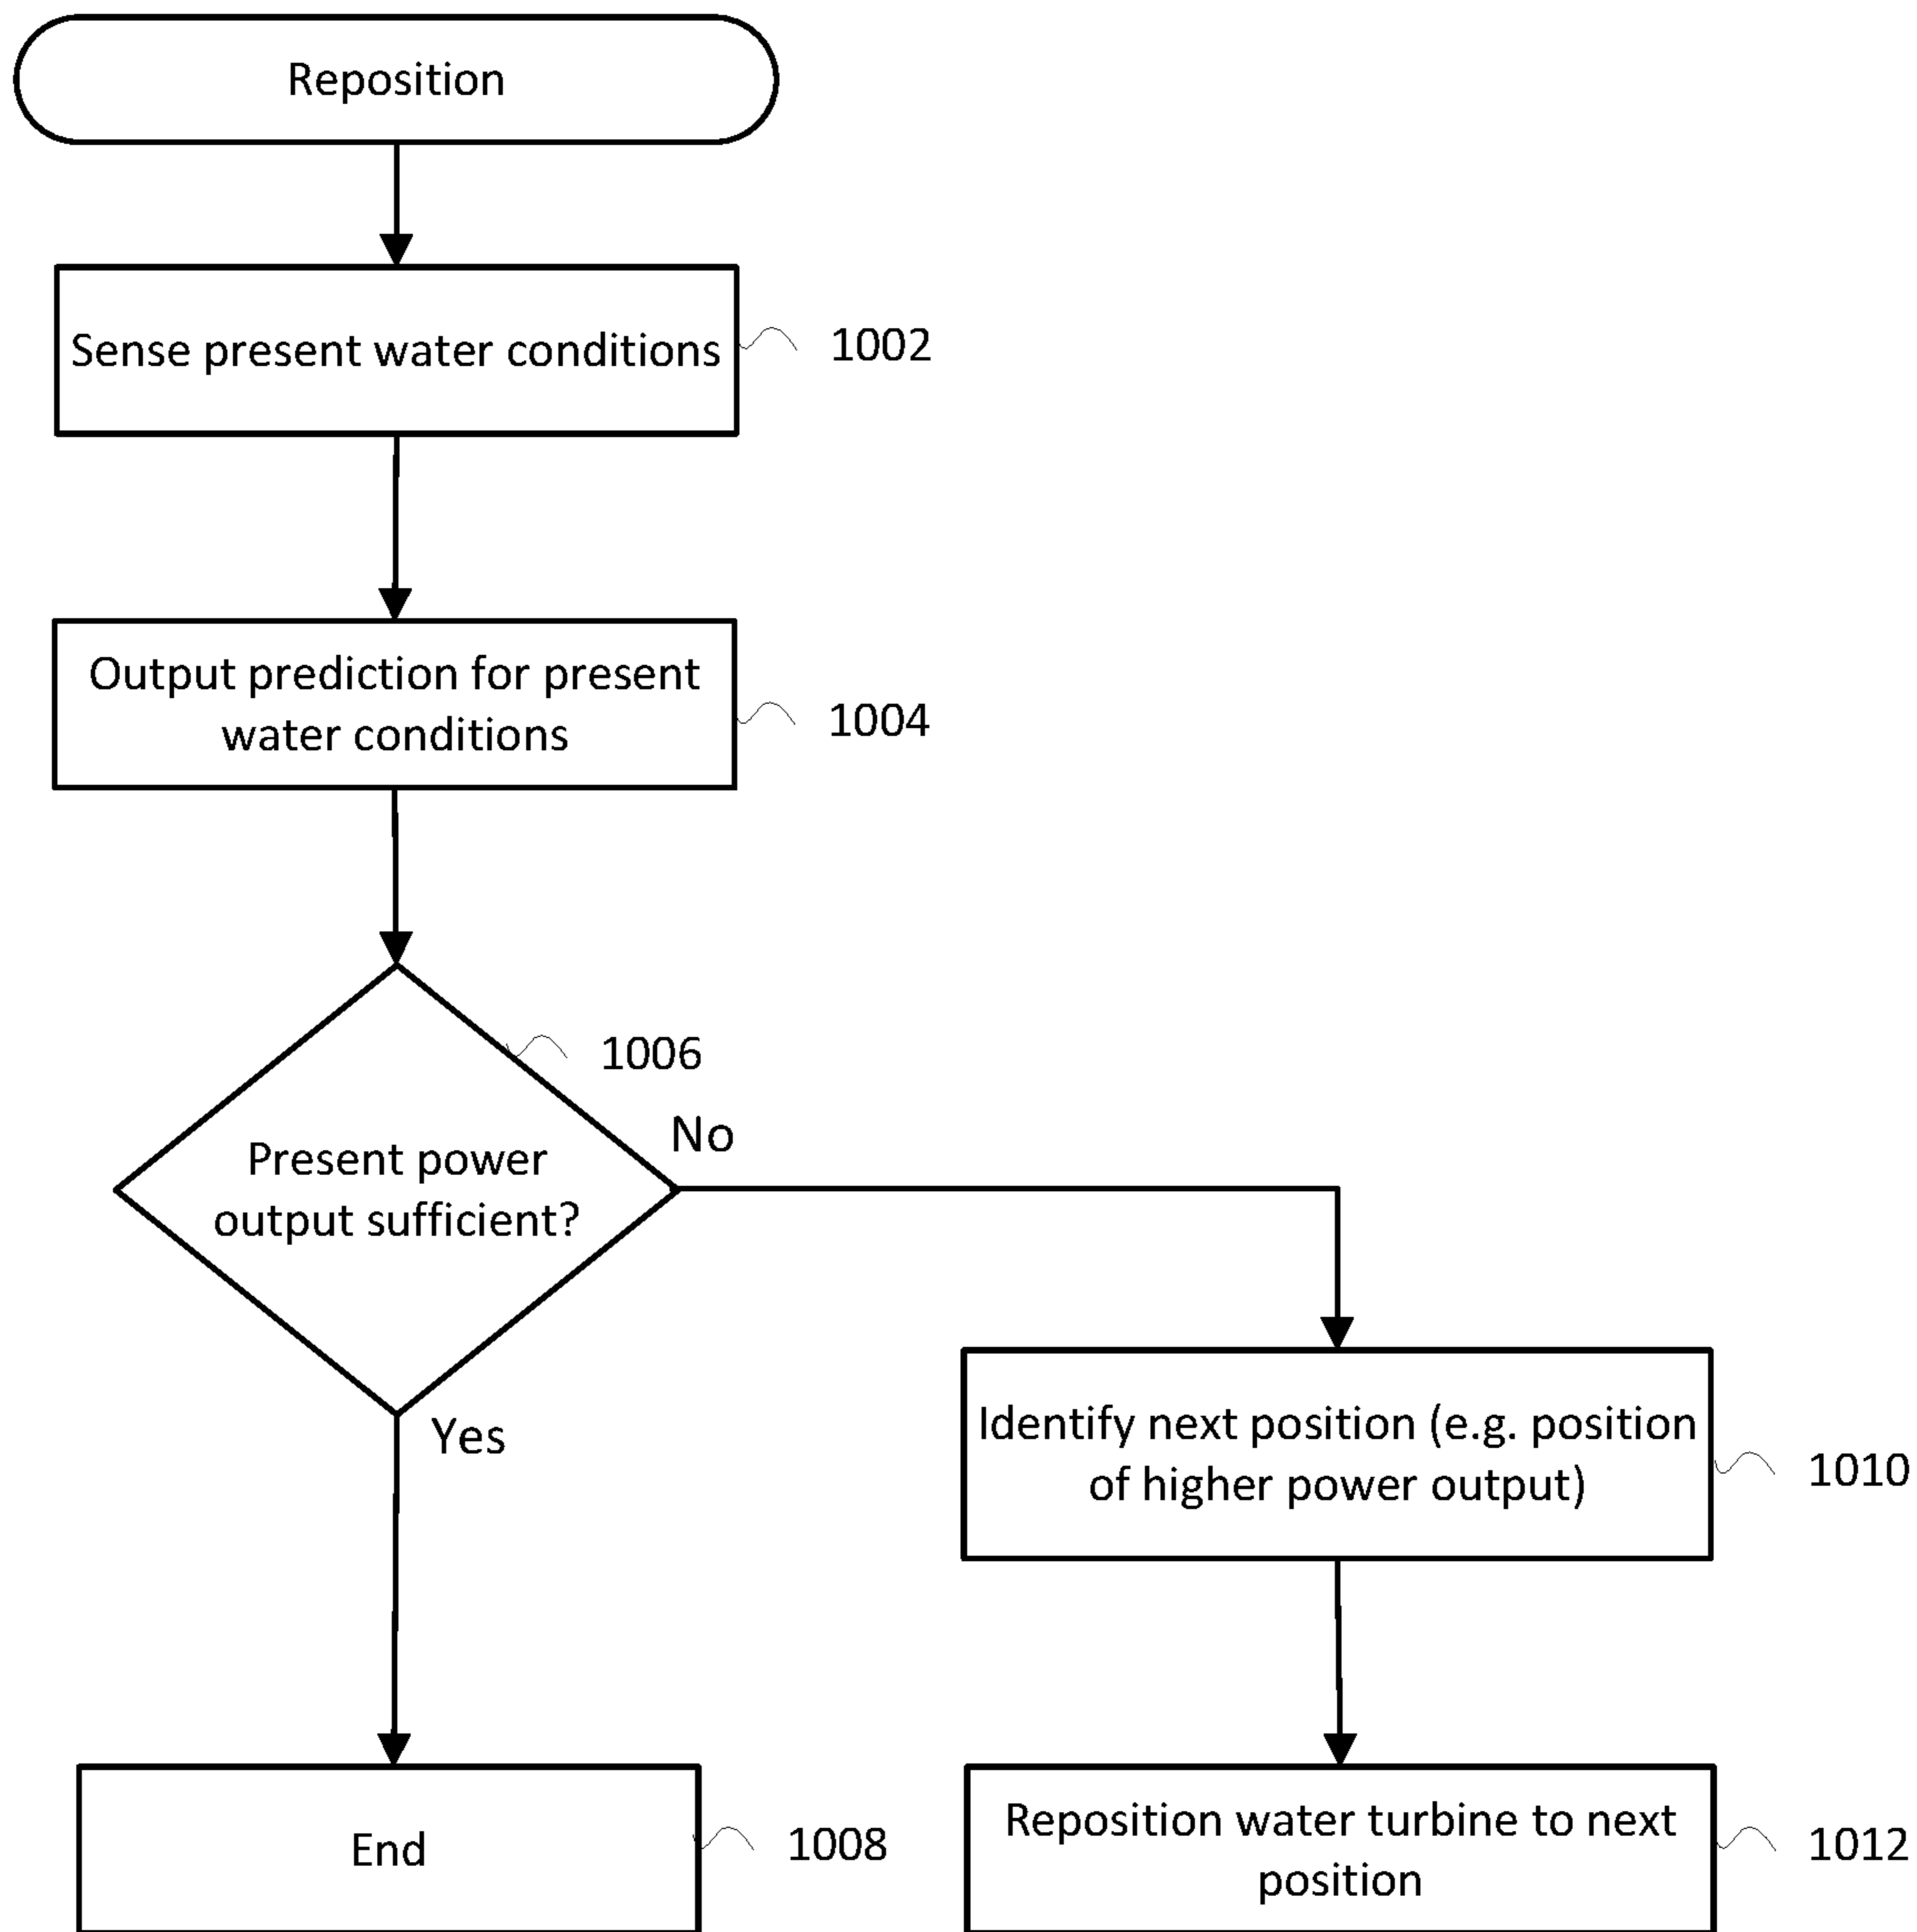 Reposition
Sense present water conditions
1002
Output prediction for present
water conditions
1004
1006
Present power
output sufficient?
No
Yes
Identify next position (e.g. position
of higher power output)
1010
End
1008
Reposition water turbine to next
position
1012